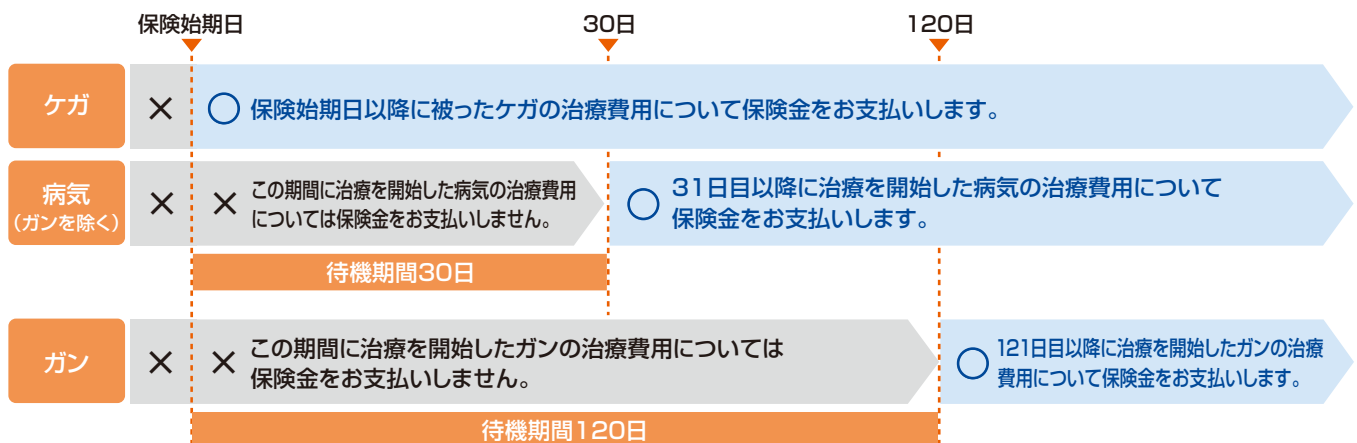 保険始期日 30日 120日
ケガ × ○ 保険始期日以降に被ったケガの治療費用について保険金をお支払いします。
病気
(ガンを除く)
× × この期間に治療を開始した病気の治療費用
については保険金をお支払いしません。
○ 31日目以降に治療を開始した病気の治療費用について
保険金をお支払いします。
待機期間30日
ガン × × この期間に治療を開始したガンの治療費用については
保険金をお支払いしません。
○ 121日目以降に治療を開始したガンの治療
費用について保険金をお支払いします。
待機期間120日